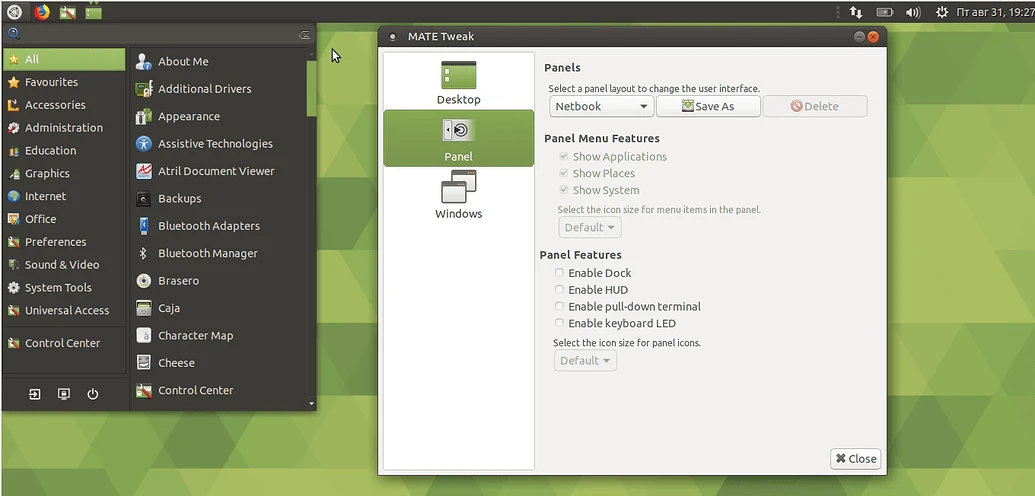 Пт авг 31, 19:27
MATE Tweak
All
Favourites
Accessories
Administration
Education
Graphics
Internet
Office
Preferences
Sound & Video
System Tools
Universal Access
Control Center
About Me
Additional Drivers
Appearance
Assistive Technologies
Atril Document Viewer
Backups
Bluetooth Adapters
Bluetooth Manager
Brasero
Caja
Character Map
Cheese
Control Center
Desktop
Panel
Windows
Panels
Select a panel layout to change the user interface.
Netbook Save As Delete
Panel Menu Features
Show Applications
Show Places
Show System
Select the icon size for menu items in the panel.
Default
Panel Features
Enable Dock
Enable HUD
Enable pull-down terminal
Enable keyboard LED
Select the icon size for panel icons.
Default
Close